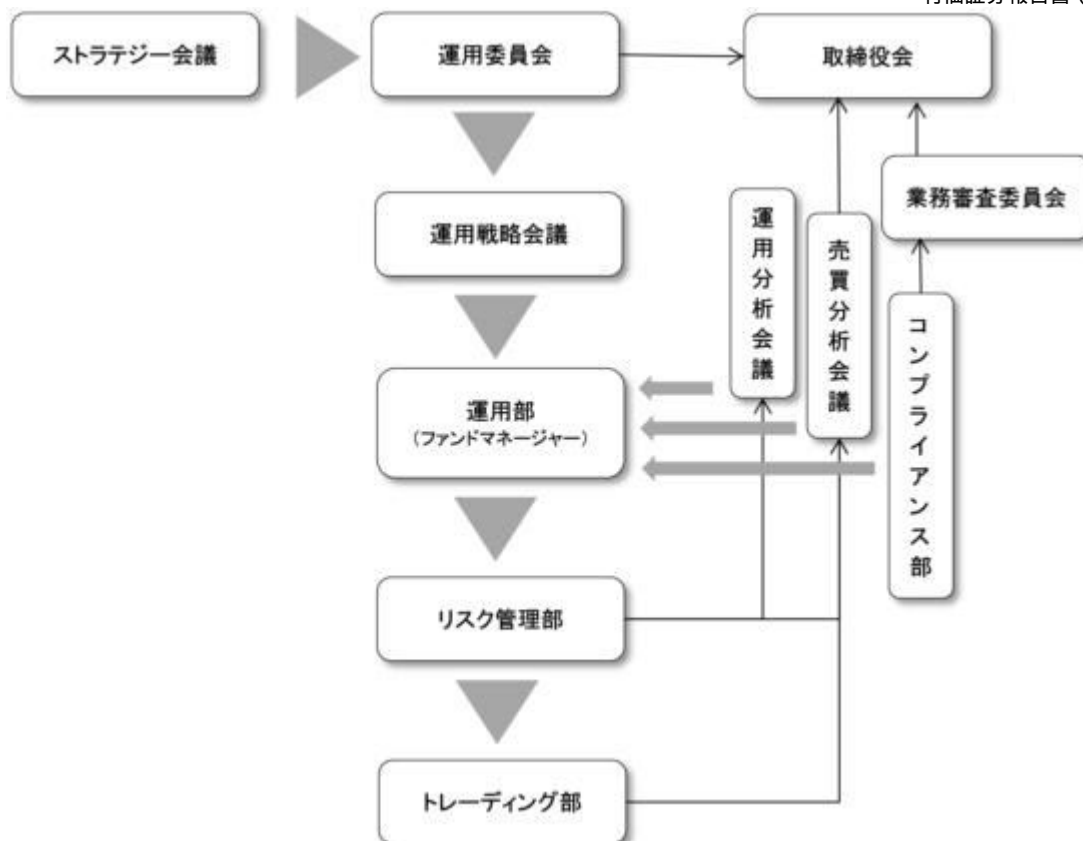 ストラテジー会議
運用委員会
取締役会
運用戦略会議
運用分析会議
売買分析会議
業務審査委員会
コンプライアンス部
運用部
(ファンドマネージャー)
リスク管理部
トレーディング部